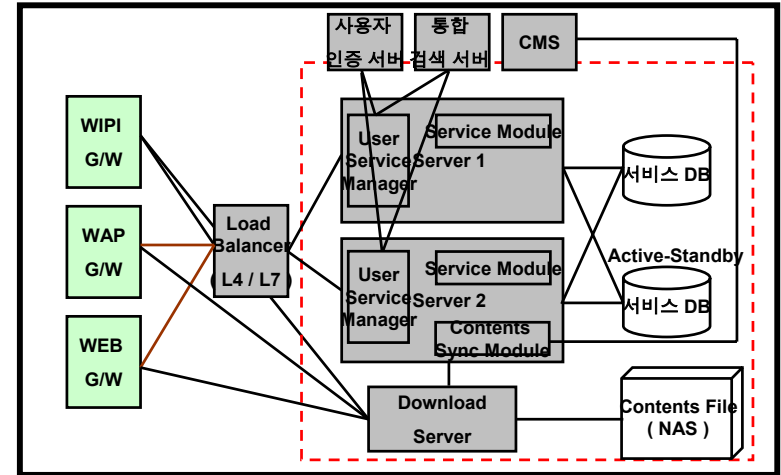 사용자
인증 서버
통합
검색 서버
CMS
WIPI
G/W
WAP
G/W
WEB
G/W
Load
Balancer
( L4 / L7 )
User
Service
Manager
Service Module
Server 1
User
Service
Manager
Service Module
Server 2
Contents
Sync Module
서비스 DB
Active-Standby
서비스 DB
Download
Server
Contents File
( NAS )